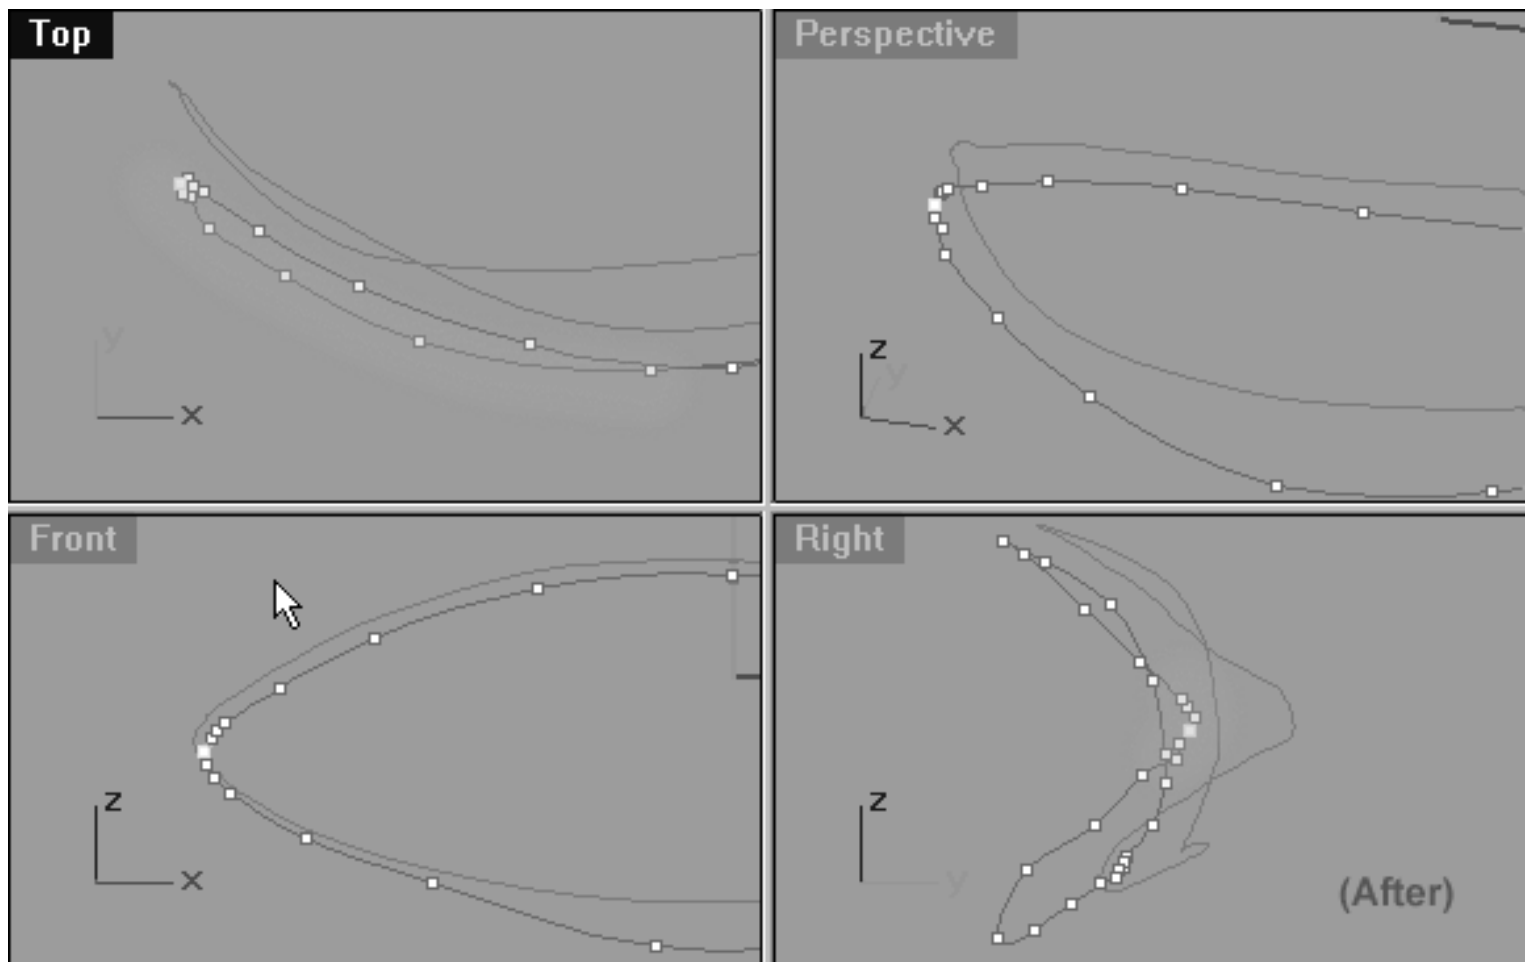 Top
Perspective
y
x
z
y
x
Front
Right
z
x
z
y
(After)